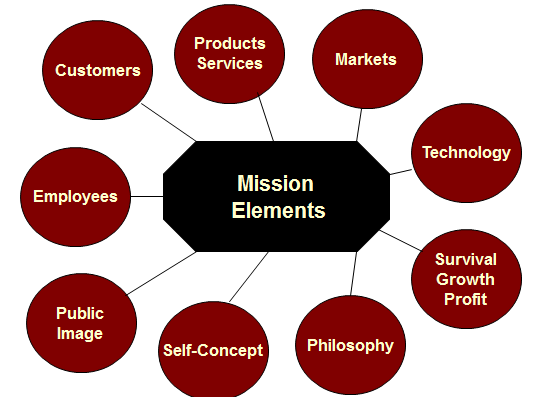 Products
Services
Markets
Customers
Technology
Mission
Elements
Employees
Survival
Growth
Profit
Public
Image
Self-Concept
Philosophy